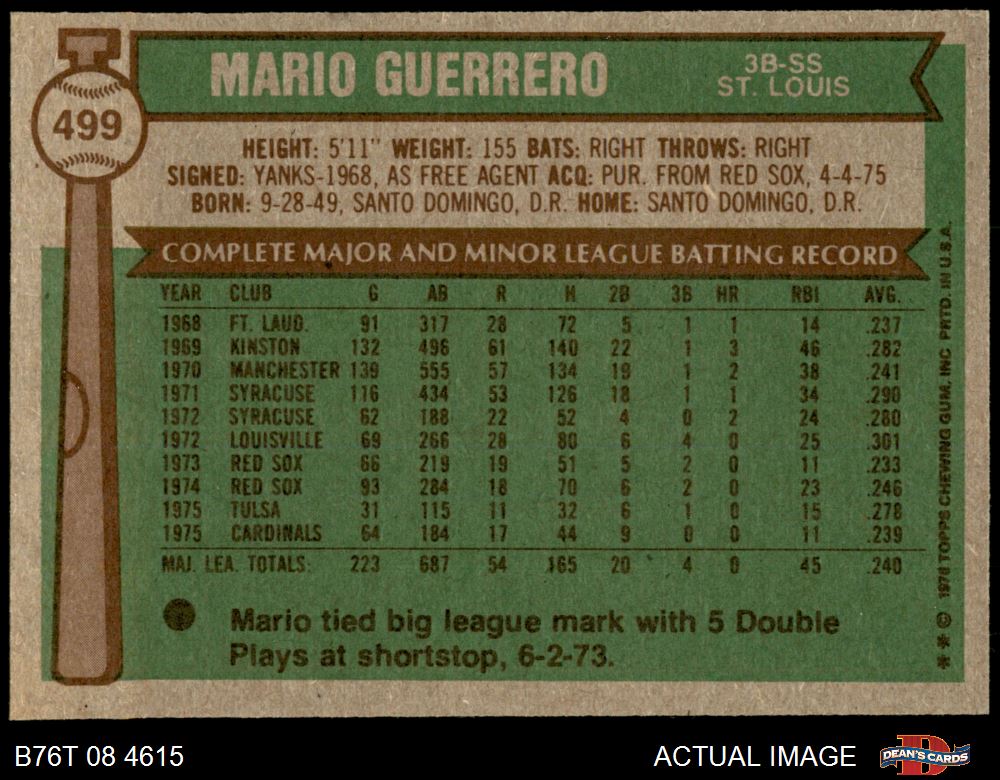 MARIO GUERRERO
3B-SS
ST. LOUIS
499
HEIGHT: 5'11" WEIGHT: 155 BATS: RIGHT THROWS: RIGHT
SIGNED: YANKS-1968, AS FREE AGENT ACQ: PUR. FROM RED SOX, 4-4-75
BORN: 9-28-49, SANTO DOMINGO, D.R. HOME: SANTO DOMINGO, D.R.
COMPLETE MAJOR AND MINOR LEAGUE BATTING RECORD
YEAR CLUB G AB R H 2B 3B HR RBI AVG.
1968 FT. LAUD. 91 317 28 72 5 1 1 14 .237
1969 KINSTON 132 496 61 140 22 1 3 46 .282
1970 MANCHESTER 139 555 57 134 19 1 2 38 .241
1971 SYRACUSE 116 434 53 126 18 1 1 34 .290
1972 SYRACUSE 62 188 22 52 4 0 2 24 .280
1972 LOUISVILLE 69 266 28 80 6 4 0 25 .301
1973 RED SOX 66 219 19 51 5 2 0 11 .233
1974 RED SOX 93 284 18 70 6 2 0 23 .246
1975 TULSA 31 115 11 32 6 1 0 15 .278
1975 CARDINALS 64 184 17 44 9 0 0 11 .239
MAJ. LEA. TOTALS: 223 687 54 165 20 4 0 45 .240
Mario tied big league mark with 5 Double
Plays at shortstop, 6-2-73.
* * © 1976 TOPPS CHEWING GUM, INC PRTD. IN U.S.A.
B76T 08 4615
ACTUAL IMAGE
D
DEAN'S CARDS